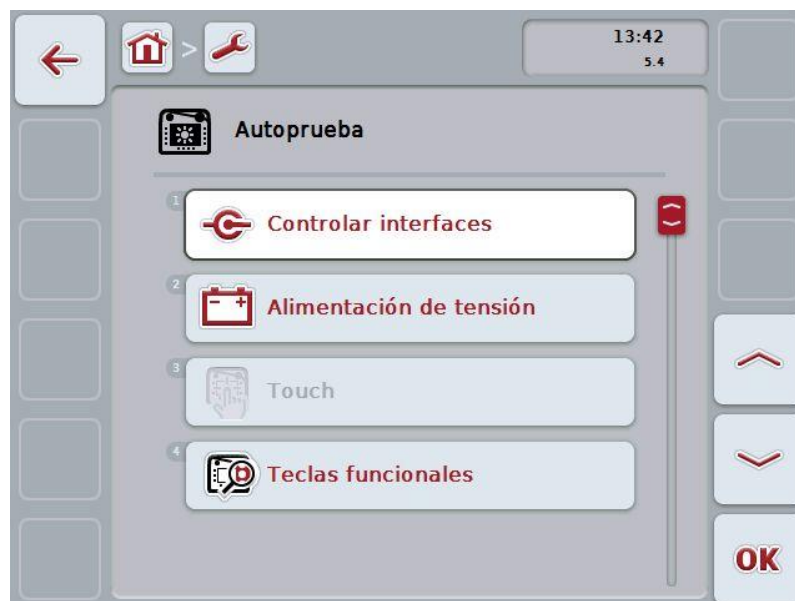 >
13:42
5.4
Autoprueba
1
Controlar interfaces
2
Alimentación de tensión
3
Touch
4
Teclas funcionales
OK